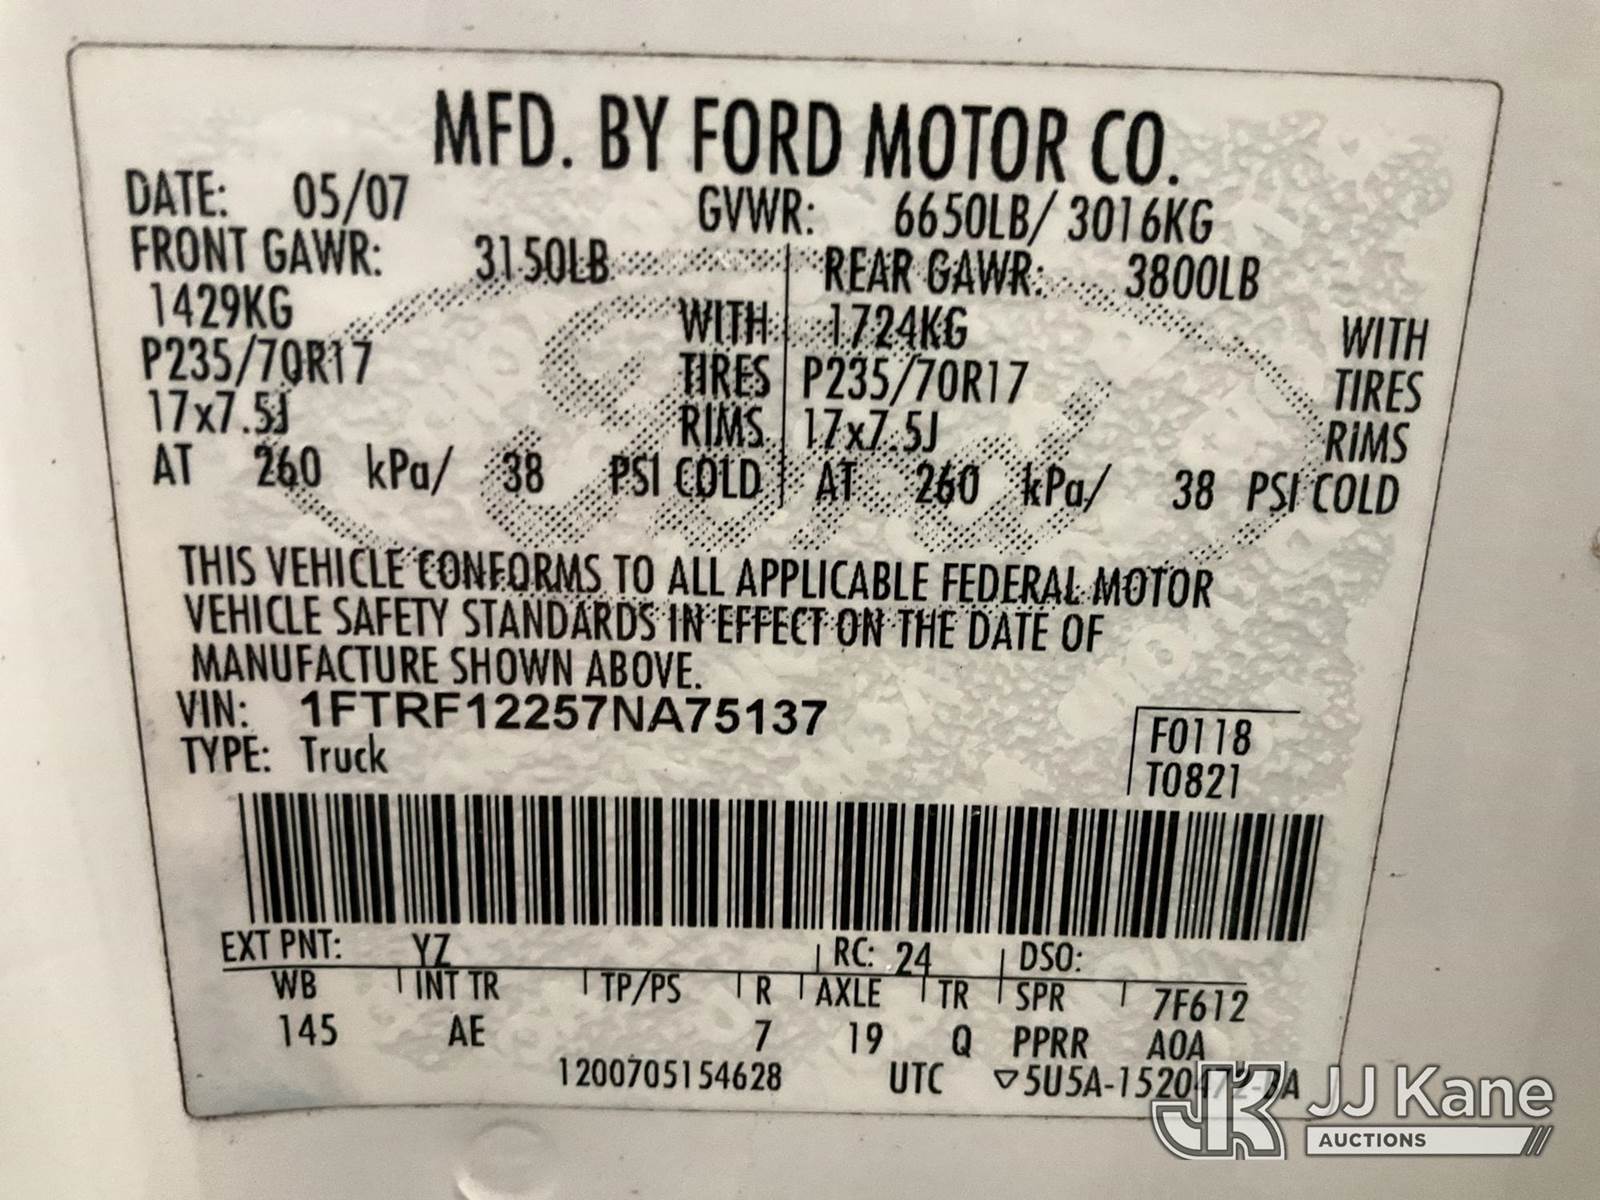 MFD. BY FORD MOTOR CO.
DATE: 05/07 GVWR: 6650LB/ 3016KG
FRONT GAWR: 3150LB REAR GAWR: 3800LB
1429KG WITH 1724KG WITH
P235/70R17 TIRES P235/70R17 TIRES
17x7.5J RIMS 17x7.5J RIMS
AT 260 kPa/ 38 PSI COLD AT 260 kPa/ 38 PSI COLD
THIS VEHICLE CONFORMS TO ALL APPLICABLE FEDERAL MOTOR
VEHICLE SAFETY STANDARDS IN EFFECT ON THE DATE OF
MANUFACTURE SHOWN ABOVE.
VIN: 1FTRF12257NA75137
TYPE: Truck
F0118
T0821
EXT PNT: YZ RC: 24 DSO:
WB INT TR TP/PS R AXLE TR SPR 7F612
145 AE 7 19 Q PPRR A0A
1200705154628 UTC ▽5U5A-1520472-BA
JK JJ Kane
AUCTIONS